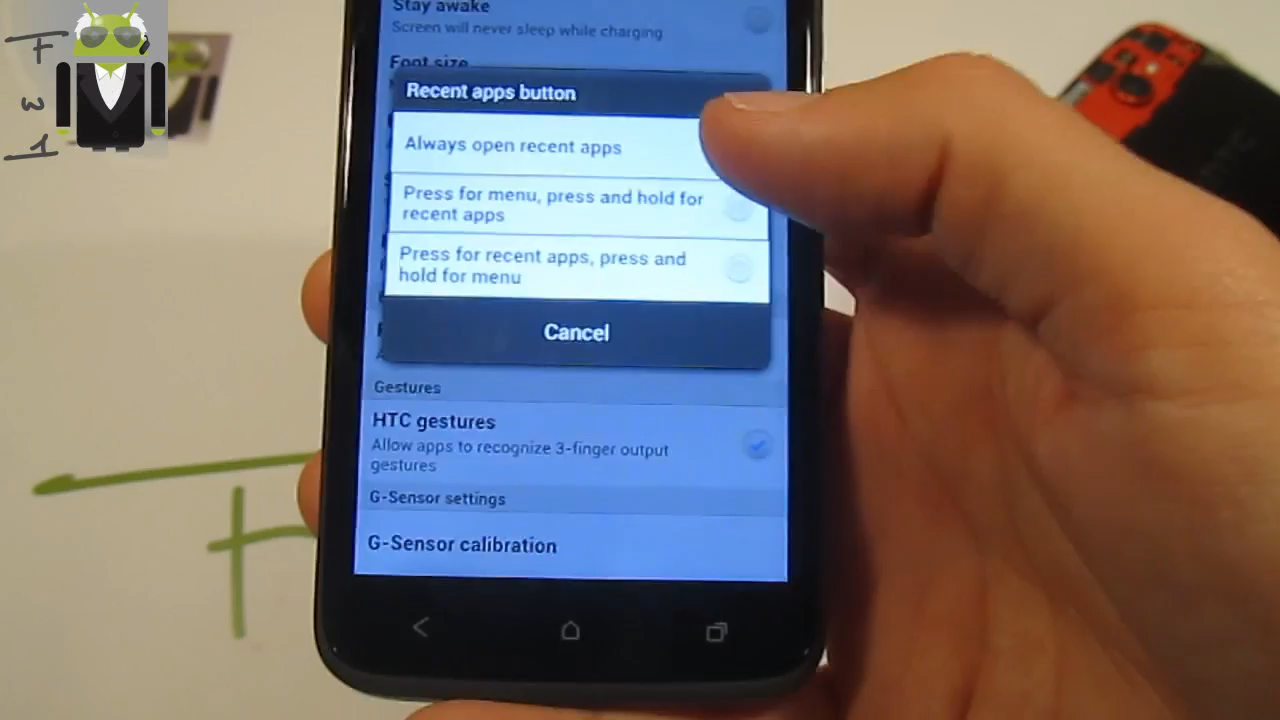 Stay awake
Screen will never sleep while charging
Font size
Recent apps button
Always open recent apps
Press for menu, press and hold for
recent apps
Press for recent apps, press and
hold for menu
Cancel
Gestures
HTC gestures
Allow apps to recognize 3-finger output
gestures
G-Sensor settings
G-Sensor calibration
F
W
1
hTC